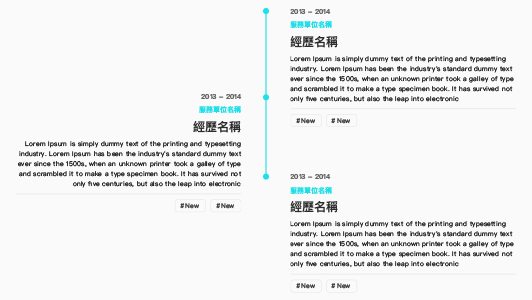 2013 – 2014
服務單位名稱
經歷名稱
Lorem Ipsum is simply dummy text of the printing and typesetting
industry. Lorem Ipsum has been the industry's standard dummy text
ever since the 1500s, when an unknown printer took a galley of type
and scrambled it to make a type specimen book. It has survived not
only five centuries, but also the leap into electronic
#New #New
2013 – 2014
服務單位名稱
經歷名稱
Lorem Ipsum is simply dummy text of the printing and typesetting
industry. Lorem Ipsum has been the industry's standard dummy text
ever since the 1500s, when an unknown printer took a galley of type
and scrambled it to make a type specimen book. It has survived not
only five centuries, but also the leap into electronic
#New #New
2013 – 2014
服務單位名稱
經歷名稱
Lorem Ipsum is simply dummy text of the printing and typesetting
industry. Lorem Ipsum has been the industry's standard dummy text
ever since the 1500s, when an unknown printer took a galley of type
and scrambled it to make a type specimen book. It has survived not
only five centuries, but also the leap into electronic
#New #New